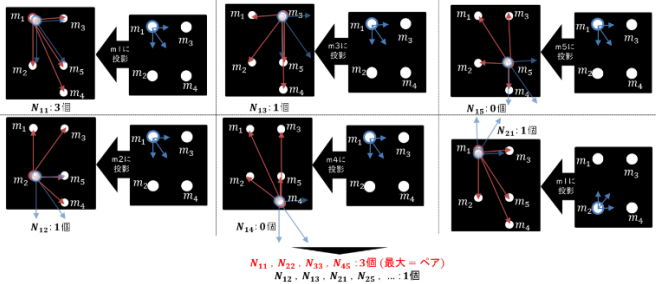 m1 m3 m2 m5 m4
m1に
投影
m1 m3 m2 m4
N11:3個
m1 m3 m2 m5 m4
m3に
投影
m1 m3 m2 m4
N13:1個
m1 m3 m2 m5 m4
m5に
投影
m1 m3 m2 m4
N15:0個
m1 m3 m2 m5 m4
m2に
投影
m1 m3 m2 m4
N12:1個
m1 m3 m2 m5 m4
m4に
投影
m1 m3 m2 m4
N14:0個
N21:1個
m1 m3 m2 m5 m4
m1に
投影
m1 m3 m2 m4
N11, N22, N33, N45 :3個 (最大 = ペア)
N12, N13, N21, N25, … :1個